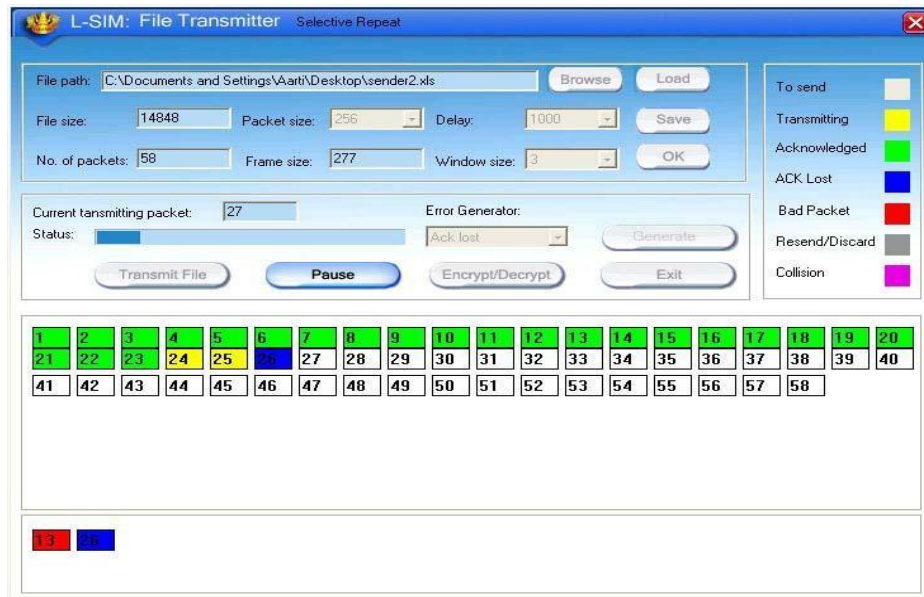 L-SIM: File Transmitter Selective Repeat
File path: C:\Documents and Settings\Aarti\Desktop\sender2.xls Browse Load
File size: 14848 Packet size: 256 Delay: 1000 Save
No. of packets: 58 Frame size: 277 Window size: 3 OK
To send
Transmitting
Acknowledged
ACK Lost
Bad Packet
Resend/Discard
Collision
Current tansmitting packet: 27 Error Generator:
Status: Ack lost Generate
Transmit File Pause Encrypt/Decrypt Exit
1 2 3 4 5 6 7 8 9 10 11 12 13 14 15 16 17 18 19 20
21 22 23 24 25 26 27 28 29 30 31 32 33 34 35 36 37 38 39 40
41 42 43 44 45 46 47 48 49 50 51 52 53 54 55 56 57 58
13 26